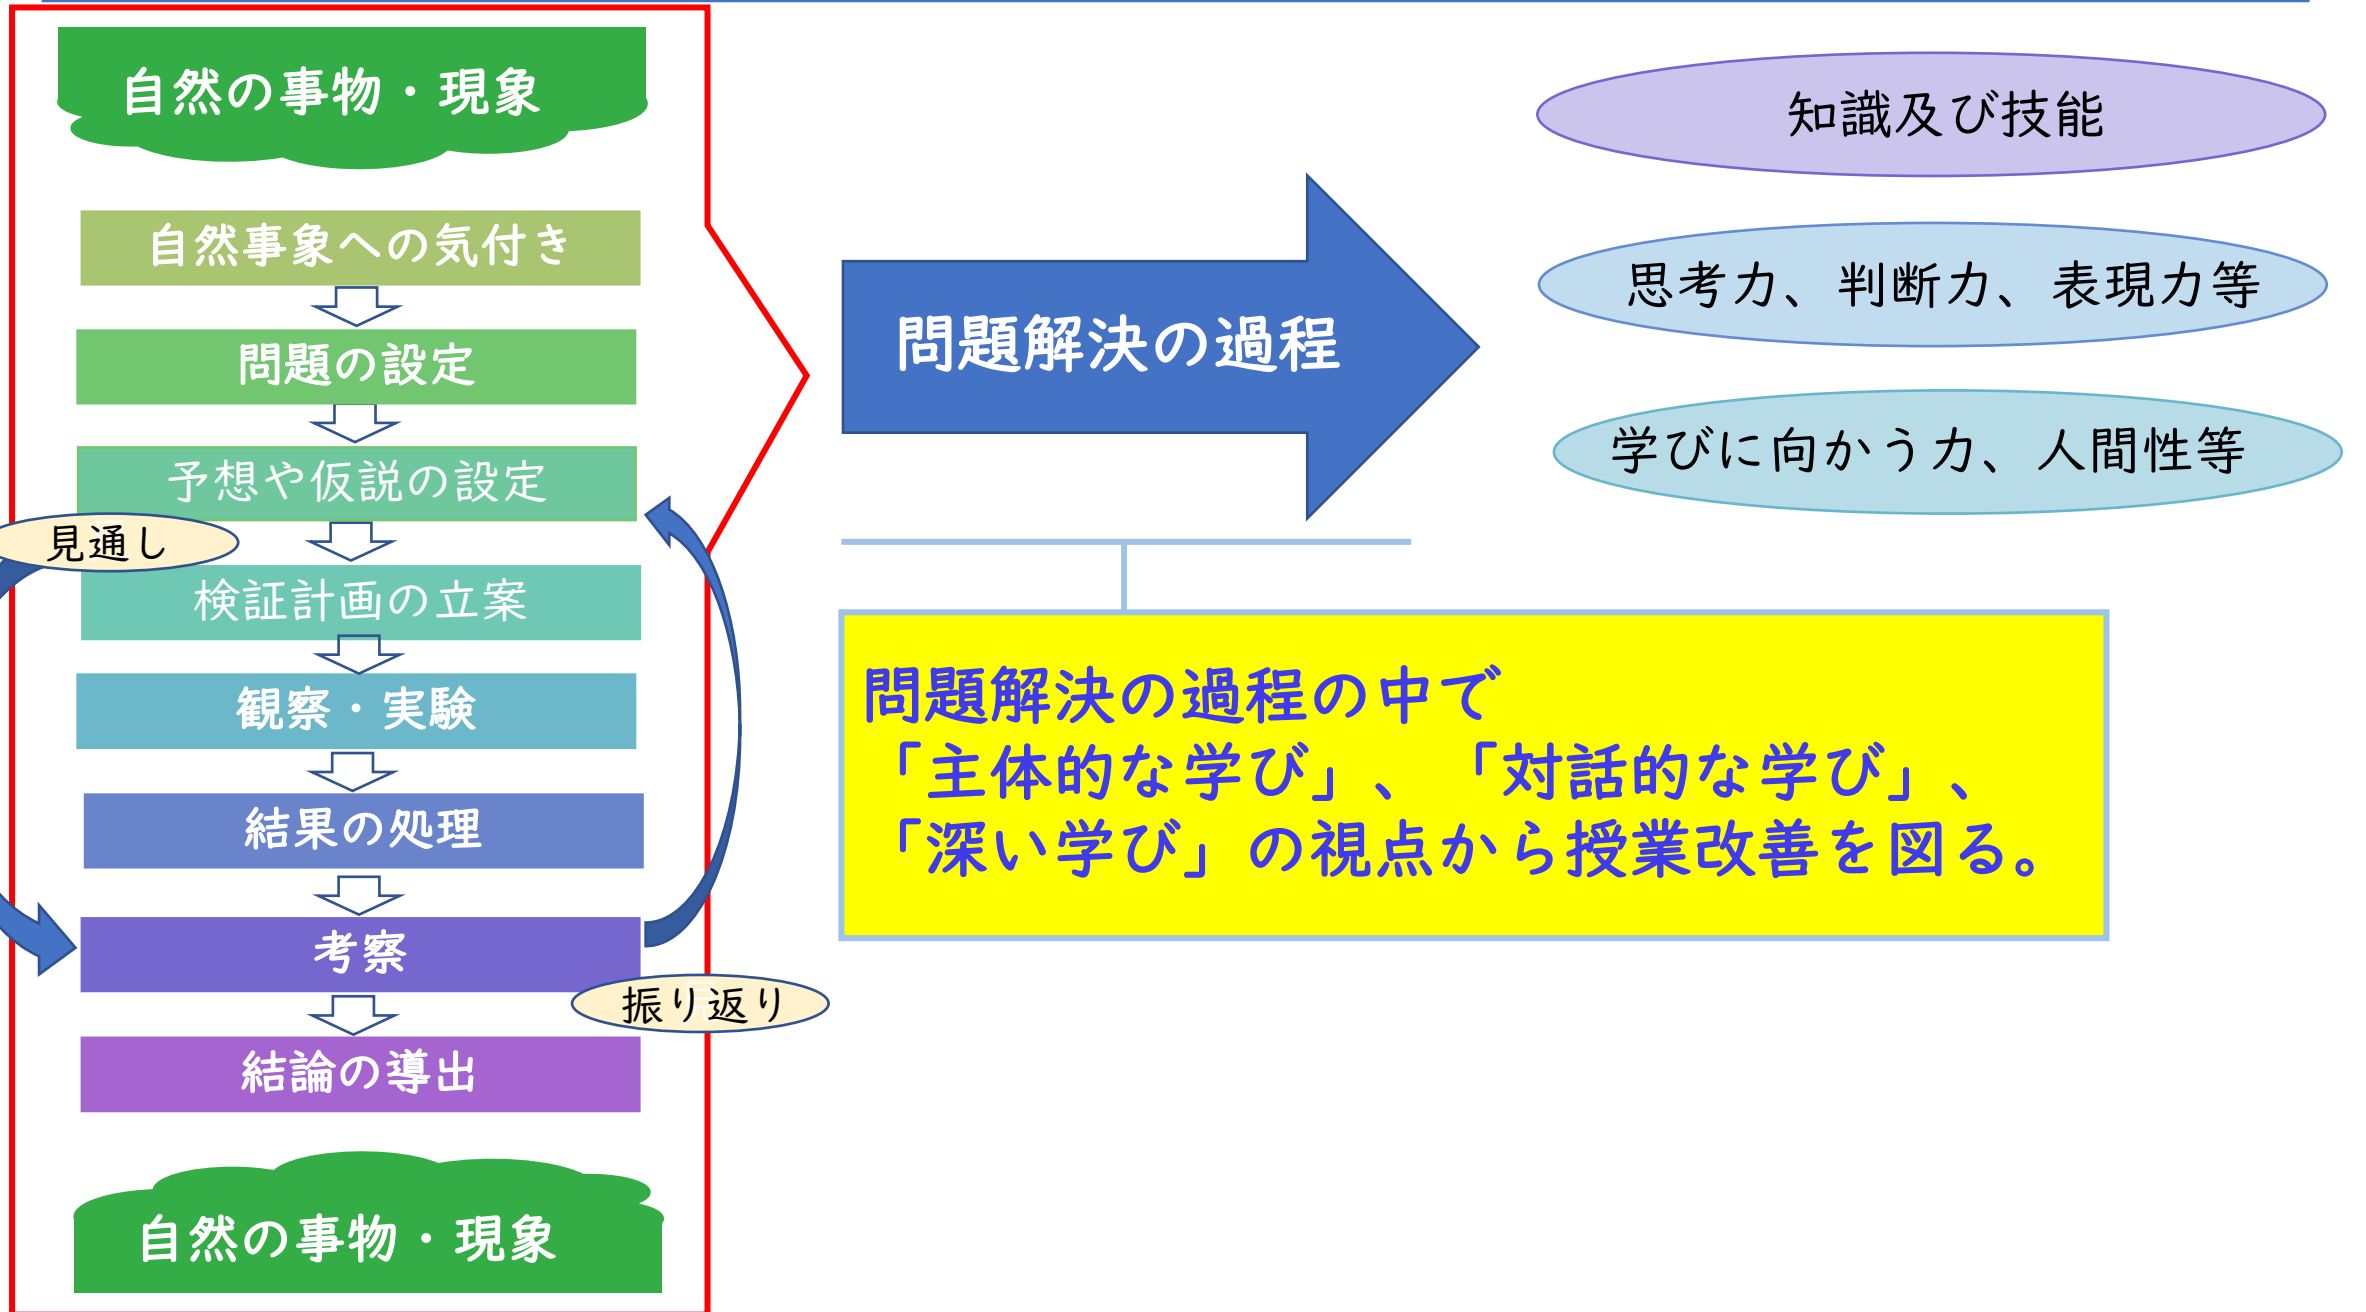 自然の事物・現象
自然事象への気付き
問題の設定
予想や仮説の設定
見通し
検証計画の立案
観察・実験
結果の処理
考察
振り返り
結論の導出
自然の事物・現象
問題解決の過程
知識及び技能
思考力、判断力、表現力等
学びに向かう力、人間性等
問題解決の過程の中で
「主体的な学び」、「対話的な学び」、
「深い学び」の視点から授業改善を図る。